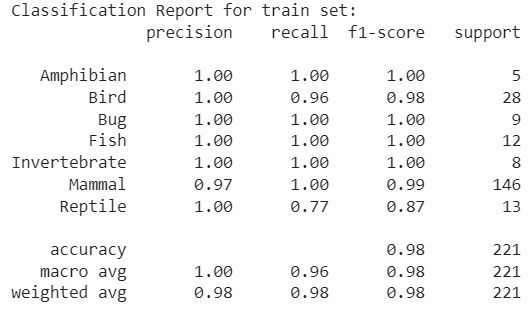 Classification Report for train set:
precision recall f1-score support
Amphibian 1.00 1.00 1.00 5
Bird 1.00 0.96 0.98 28
Bug 1.00 1.00 1.00 9
Fish 1.00 1.00 1.00 12
Invertebrate 1.00 1.00 1.00 8
Mammal 0.97 1.00 0.99 146
Reptile 1.00 0.77 0.87 13
accuracy 0.98 221
macro avg 1.00 0.96 0.98 221
weighted avg 0.98 0.98 0.98 221